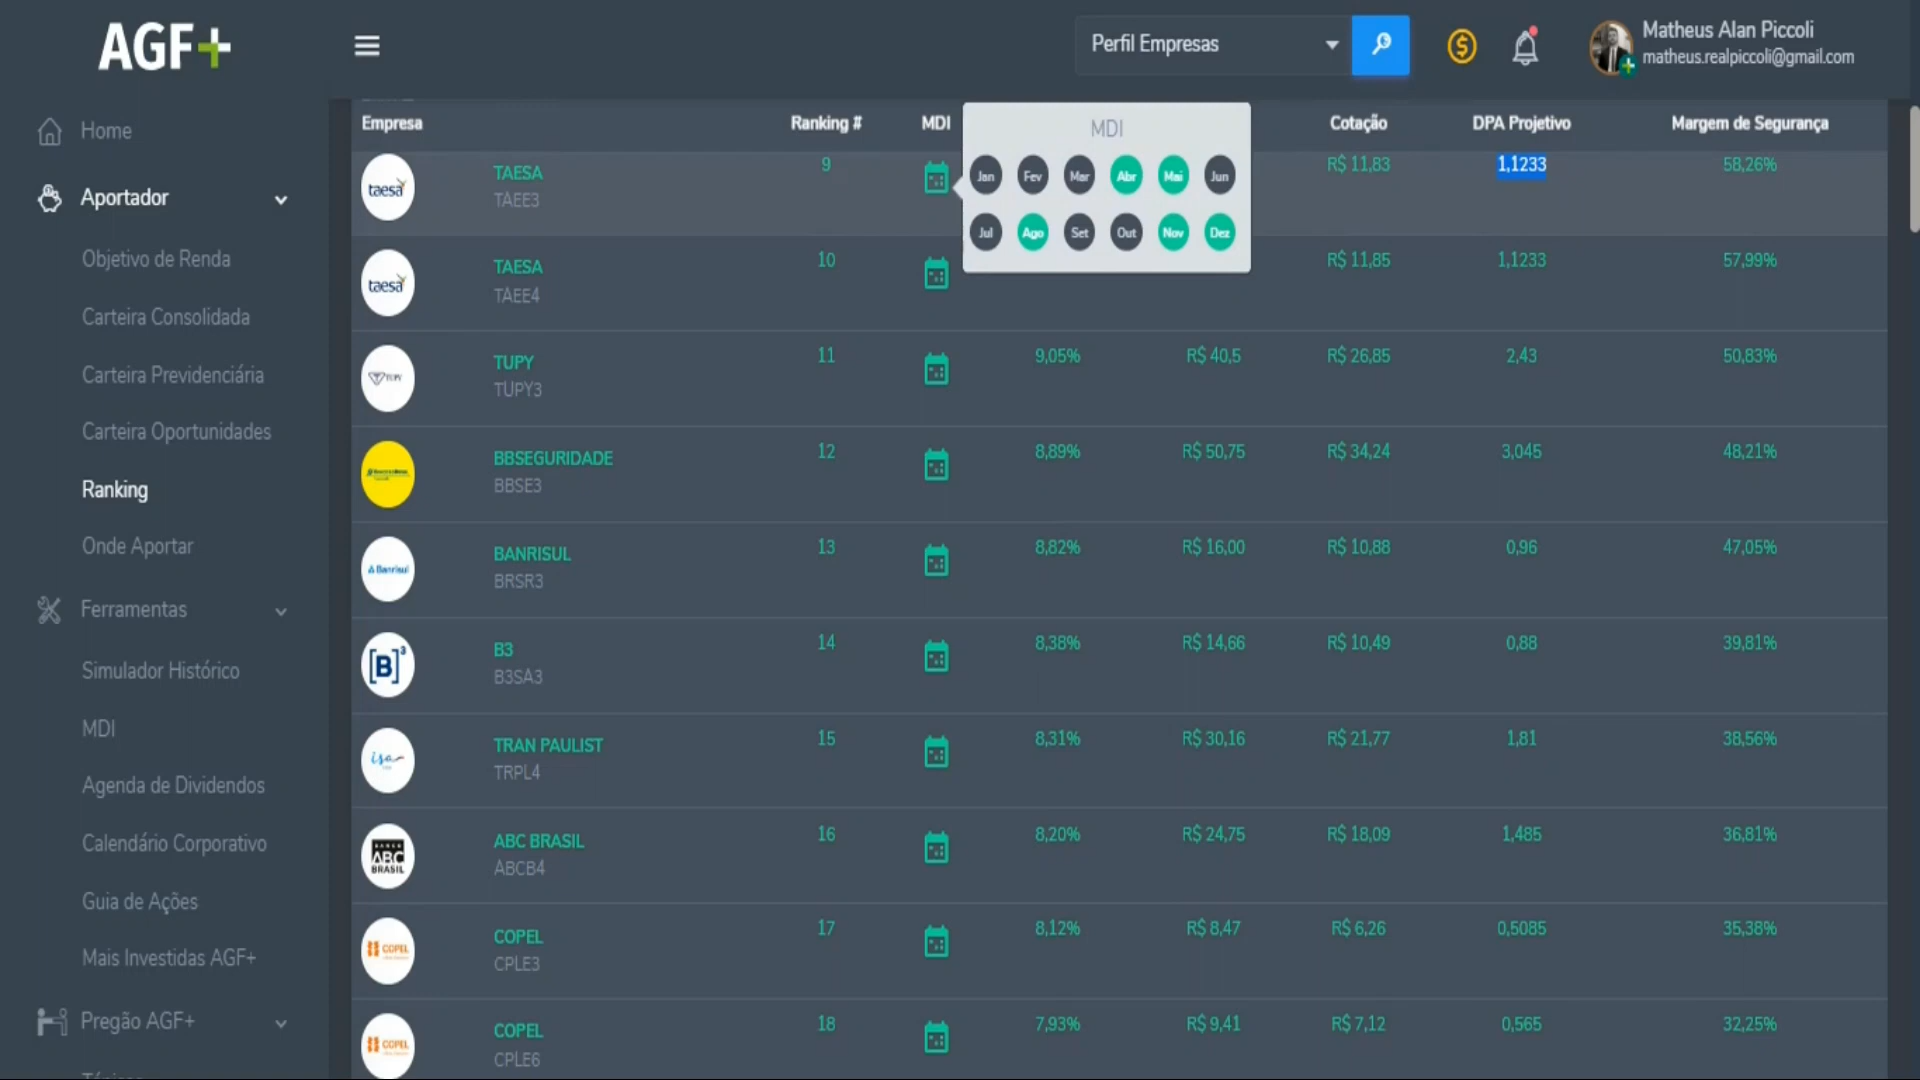 AGF+
Perfil Empresas
Matheus Alan Piccoli
matheus.realpiccoli@gmail.com
Home
Aportador
Objetivo de Renda
Carteira Consolidada
Carteira Previdenciária
Carteira Oportunidades
Ranking
Onde Aportar
Ferramentas
Simulador Histórico
MDI
Agenda de Dividendos
Calendário Corporativo
Guia de Ações
Mais Investidas AGF+
Pregão AGF+
Empresa Ranking # MDI Cotação DPA Projetivo Margem de Segurança
MDI
Jan Fev Mar Abr Mai Jun
Jul Ago Set Out Nov Dez
taesa TAESA 9 R$ 11,83 1,1233 58,26%
TAEE3
taesa TAESA 10 R$ 11,85 1,1233 57,99%
TAEE4
TUPY TUPY 11 9,05% R$ 40,5 R$ 26,85 2,43 50,83%
TUPY3
BBSEGURIDADE 12 8,89% R$ 50,75 R$ 34,24 3,045 48,21%
BBSE3
Banrisul BANRISUL 13 8,82% R$ 16,00 R$ 10,88 0,96 47,05%
BRSR3
[B]³ B3 14 8,38% R$ 14,66 R$ 10,49 0,88 39,81%
B3SA3
isa TRAN PAULIST 15 8,31% R$ 30,16 R$ 21,77 1,81 38,56%
TRPL4
BANCO ABC BRASIL ABC BRASIL 16 8,20% R$ 24,75 R$ 18,09 1,485 36,81%
ABCB4
COPEL COPEL 17 8,12% R$ 8,47 R$ 6,26 0,5085 35,38%
CPLE3
COPEL COPEL 18 7,93% R$ 9,41 R$ 7,12 0,565 32,25%
CPLE6